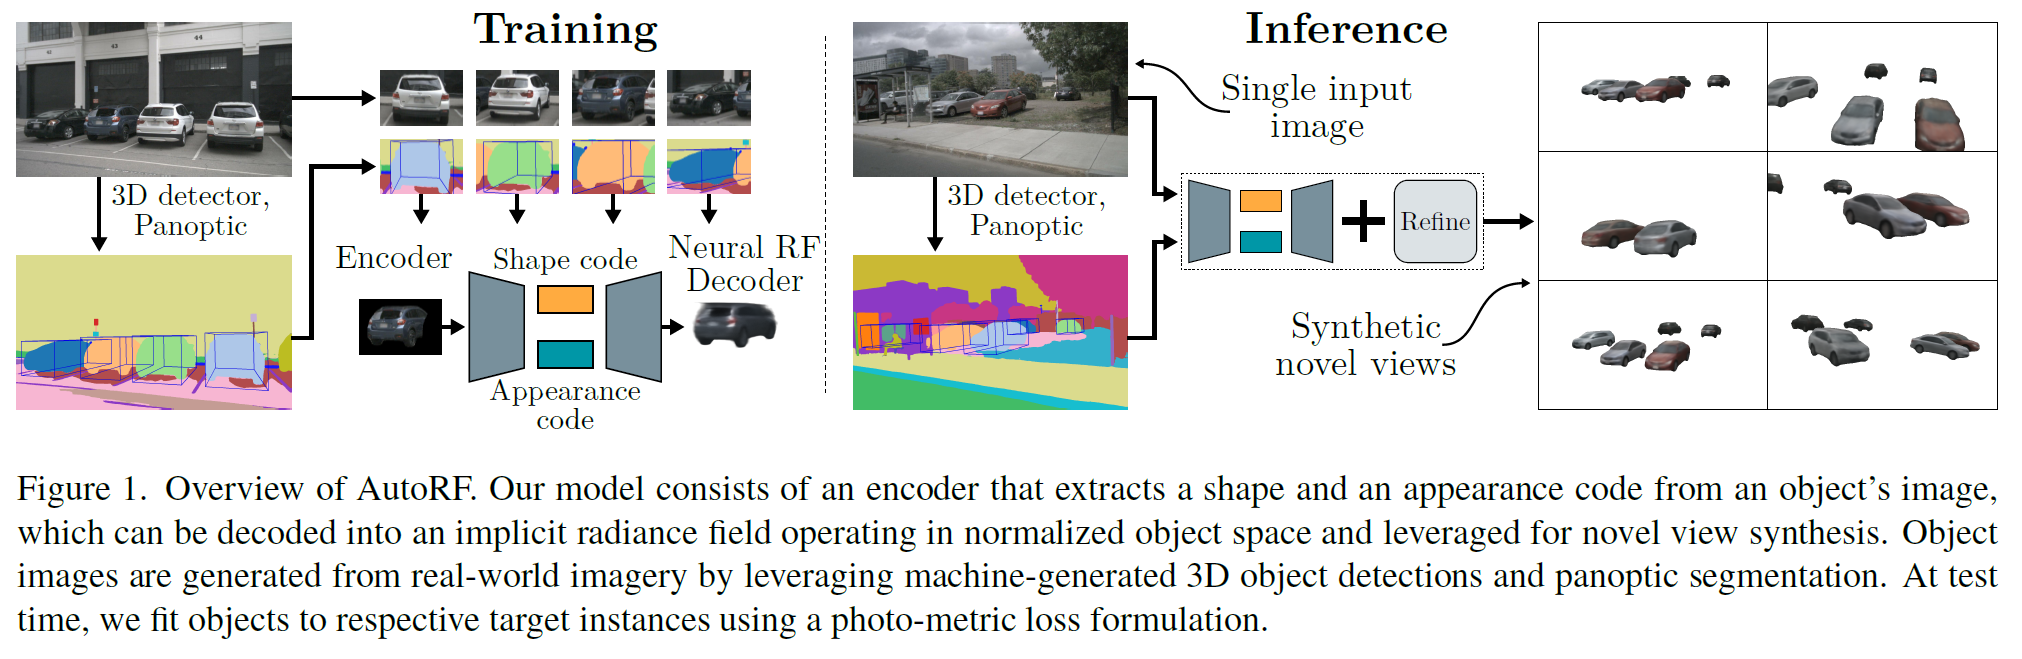 Training
3D detector,
Panoptic
Encoder
Shape code
Neural RF
Decoder
Appearance
code
Inference
Single input
image
3D detector,
Panoptic
Refine
Synthetic
novel views
Figure 1. Overview of AutoRF. Our model consists of an encoder that extracts a shape and an appearance code from an object's image,
which can be decoded into an implicit radiance field operating in normalized object space and leveraged for novel view synthesis. Object
images are generated from real-world imagery by leveraging machine-generated 3D object detections and panoptic segmentation. At test
time, we fit objects to respective target instances using a photo-metric loss formulation.